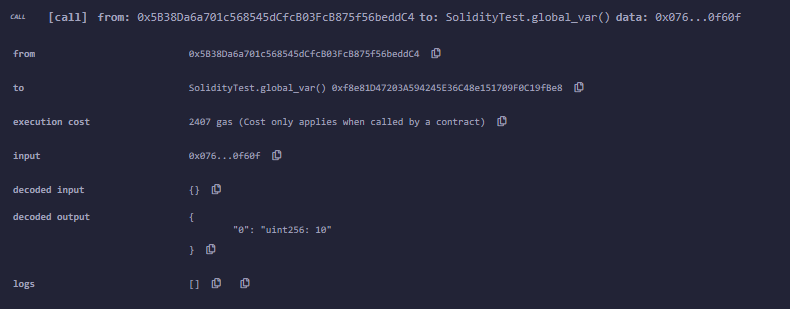 CALL [call] from: 0x5B38Da6a701c568545dCfcB03FcB875f56beddC4 to: SolidityTest.global_var() data: 0x076...0f60f
from 0x5B38Da6a701c568545dCfcB03FcB875f56beddC4
to SolidityTest.global_var() 0xf8e81D47203A594245E36C48e151709F0C19fBe8
execution cost 2407 gas (Cost only applies when called by a contract)
input 0x076...0f60f
decoded input {}
decoded output {
"0": "uint256: 10"
}
logs []